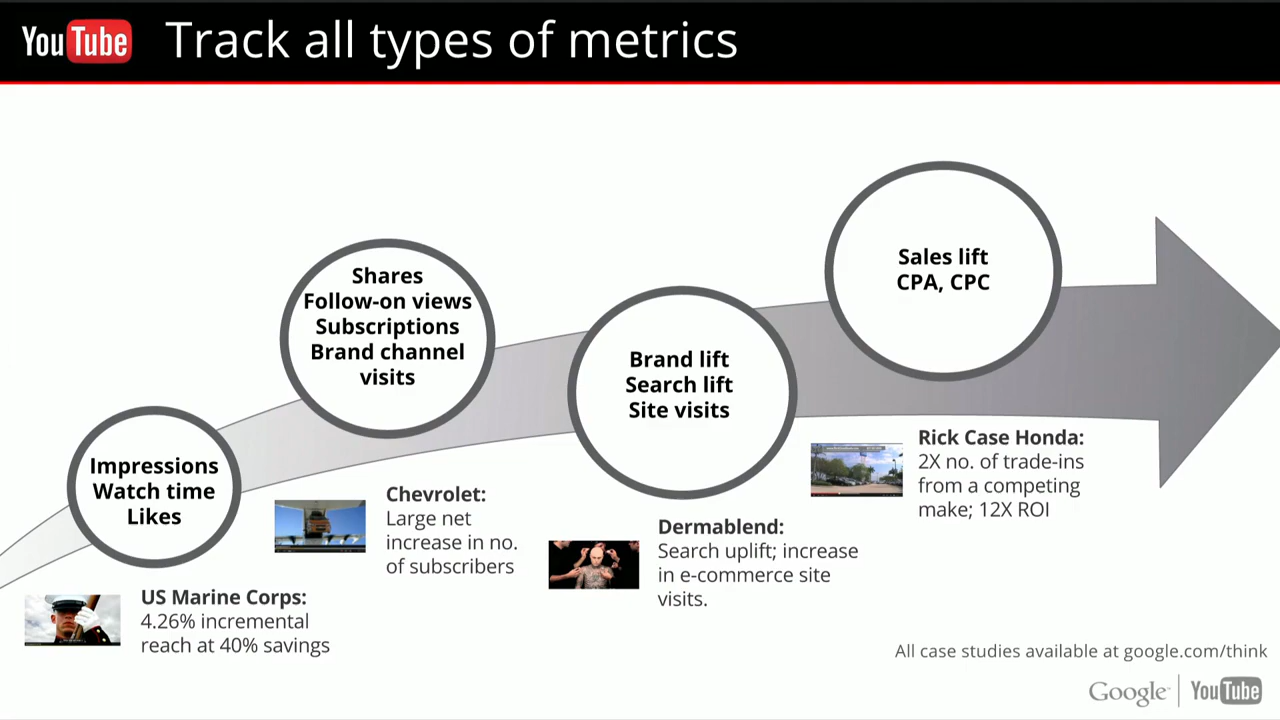 YouTube Track all types of metrics
Sales lift
CPA, CPC
Shares
Follow-on views
Subscriptions
Brand channel
visits
Brand lift
Search lift
Site visits
Impressions
Watch time
Likes
Rick Case Honda:
2X no. of trade-ins
from a competing
make; 12X ROI
Chevrolet:
Large net
increase in no.
of subscribers
Dermablend:
Search uplift; increase
in e-commerce site
visits.
US Marine Corps:
4.26% incremental
reach at 40% savings
All case studies available at google.com/think
Google YouTube